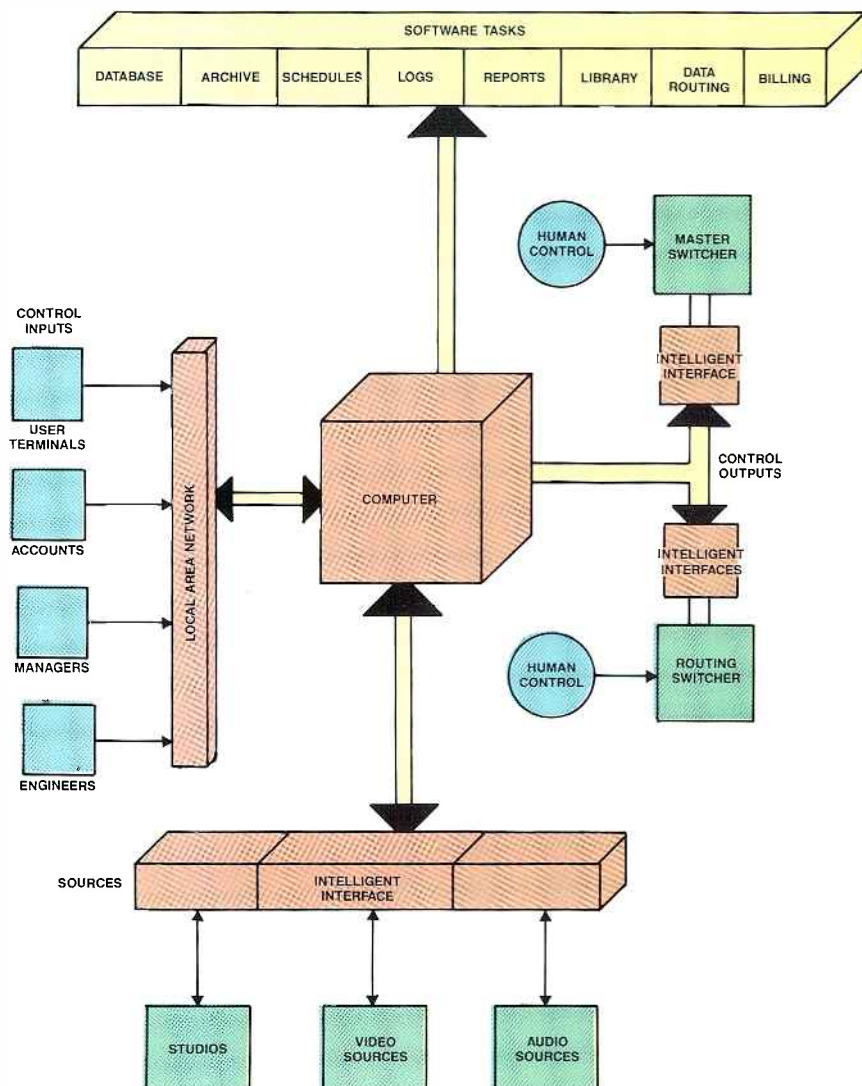 SOFTWARE TASKS
DATABASE
ARCHIVE
SCHEDULES
LOGS
REPORTS
LIBRARY
DATA
ROUTING
BILLING
HUMAN
CONTROL
MASTER
SWITCHER
INTELLIGENT
INTERFACE
CONTROL
OUTPUTS
INTELLIGENT
INTERFACES
HUMAN
CONTROL
ROUTING
SWITCHER
CONTROL
INPUTS
USER
TERMINALS
ACCOUNTS
MANAGERS
ENGINEERS
LOCAL AREA NETWORK
COMPUTER
SOURCES
INTELLIGENT
INTERFACE
STUDIOS
VIDEO
SOURCES
AUDIO
SOURCES